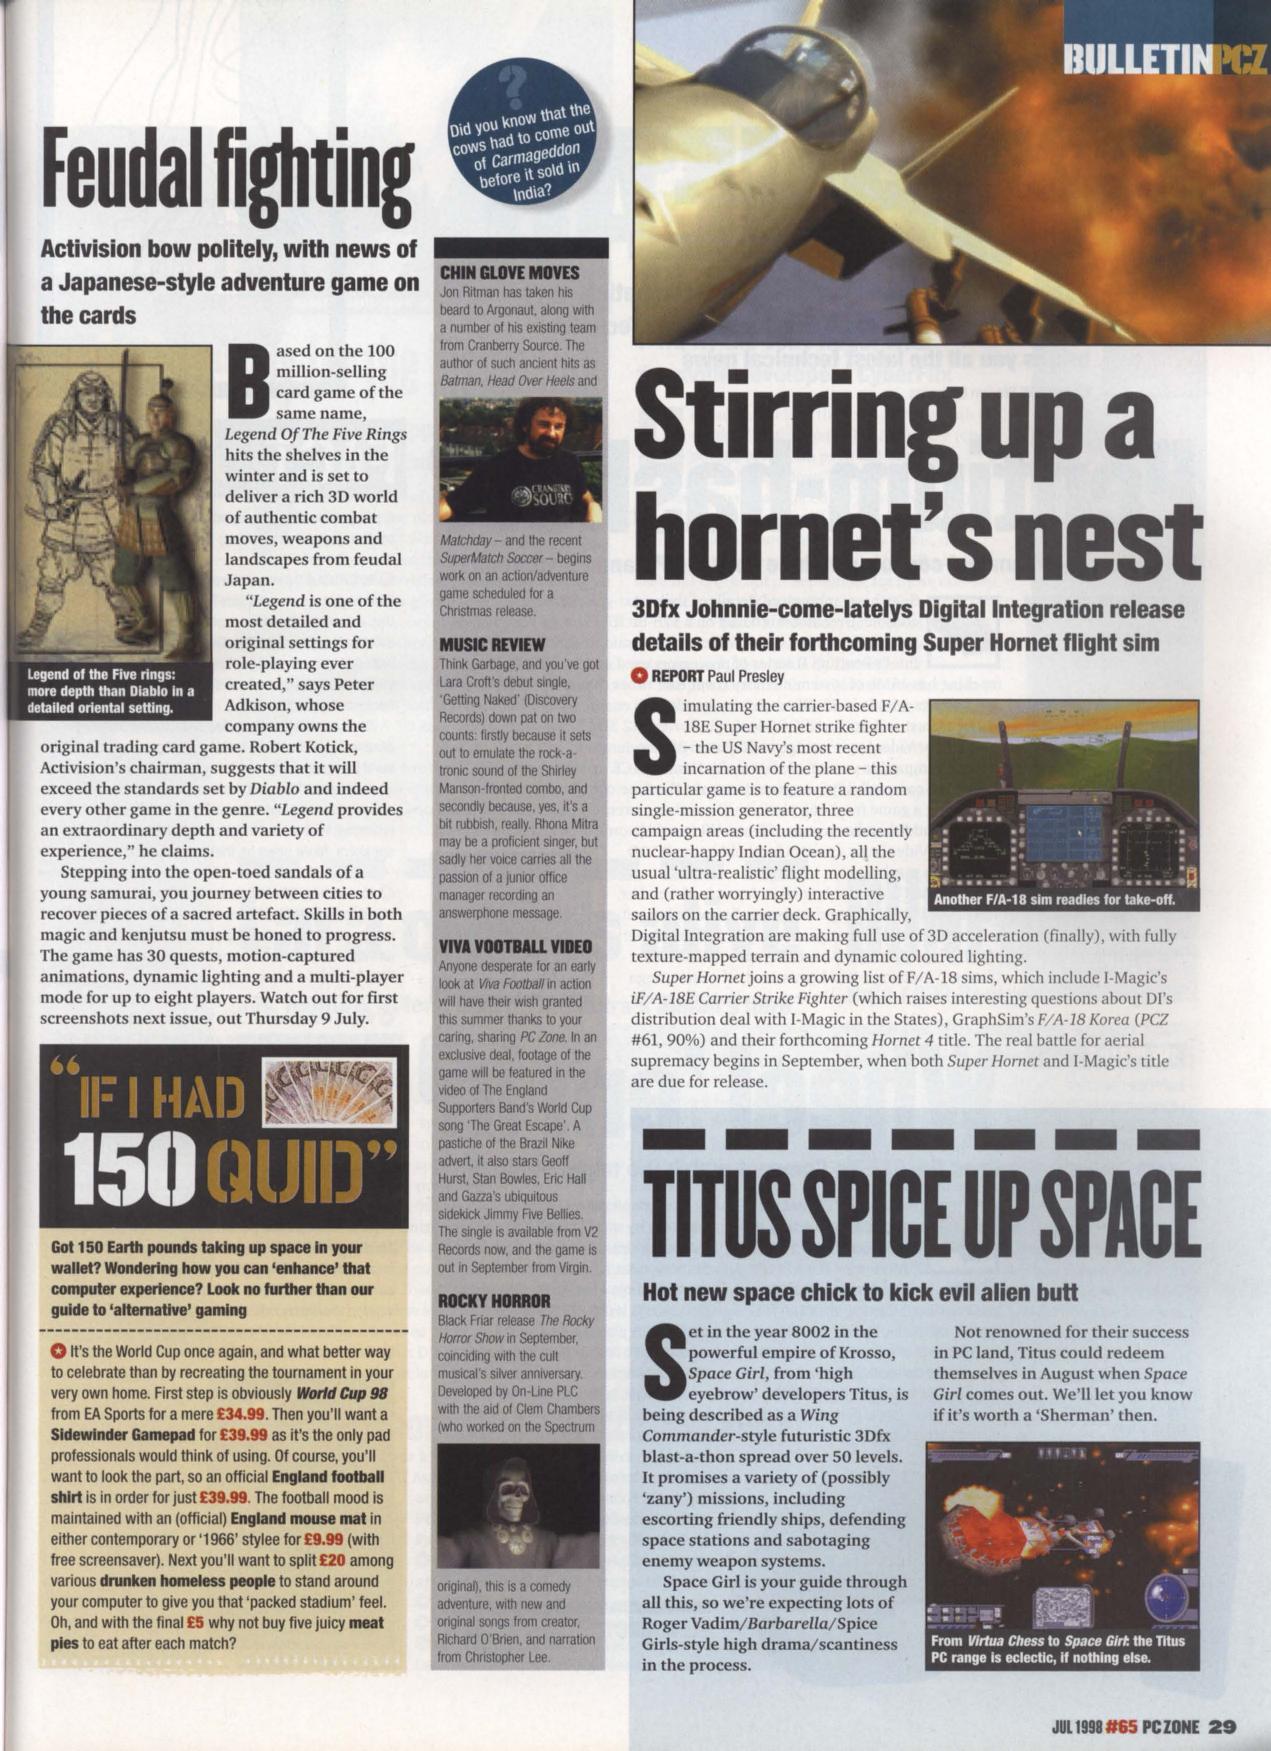 BULLETINPCZ
Feudal fighting
Activision bow politely, with news of
a Japanese-style adventure game on
the cards
Based on the 100
million-selling
card game of the
same name,
Legend Of The Five Rings
hits the shelves in the
winter and is set to
deliver a rich 3D world
of authentic combat
moves, weapons and
landscapes from feudal
Japan.
"Legend is one of the
most detailed and
original settings for
role-playing ever
created," says Peter
Adkison, whose
company owns the
original trading card game. Robert Kotick,
Activision's chairman, suggests that it will
exceed the standards set by Diablo and indeed
every other game in the genre. "Legend provides
an extraordinary depth and variety of
experience," he claims.
Stepping into the open-toed sandals of a
young samurai, you journey between cities to
recover pieces of a sacred artefact. Skills in both
magic and kenjutsu must be honed to progress.
The game has 30 quests, motion-captured
animations, dynamic lighting and a multi-player
mode for up to eight players. Watch out for first
screenshots next issue, out Thursday 9 July.
Legend of the Five rings:
more depth than Diablo in a
detailed oriental setting.
"IF I HAD
150 QUID"
Got 150 Earth pounds taking up space in your
wallet? Wondering how you can 'enhance' that
computer experience? Look no further than our
guide to 'alternative' gaming
It's the World Cup once again, and what better way
to celebrate than by recreating the tournament in your
very own home. First step is obviously World Cup 98
from EA Sports for a mere £34.99. Then you'll want a
Sidewinder Gamepad for £39.99 as it's the only pad
professionals would think of using. Of course, you'll
want to look the part, so an official England football
shirt is in order for just £39.99. The football mood is
maintained with an (official) England mouse mat in
either contemporary or '1966' stylee for £9.99 (with
free screensaver). Next you'll want to split £20 among
various drunken homeless people to stand around
your computer to give you that 'packed stadium' feel.
Oh, and with the final £5 why not buy five juicy meat
pies to eat after each match?
?
Did you know that the
cows had to come out
of Carmageddon
before it sold in
India?
CHIN GLOVE MOVES
Jon Ritman has taken his
beard to Argonaut, along with
a number of his existing team
from Cranberry Source. The
author of such ancient hits as
Batman, Head Over Heels and
CRANBERRY
SOURCE
Matchday – and the recent
SuperMatch Soccer – begins
work on an action/adventure
game scheduled for a
Christmas release.
MUSIC REVIEW
Think Garbage, and you've got
Lara Croft's debut single,
'Getting Naked' (Discovery
Records) down pat on two
counts: firstly because it sets
out to emulate the rock-a-
tronic sound of the Shirley
Manson-fronted combo, and
secondly because, yes, it's a
bit rubbish, really. Rhona Mitra
may be a proficient singer, but
sadly her voice carries all the
passion of a junior office
manager recording an
answerphone message.
VIVA VOOTBALL VIDEO
Anyone desperate for an early
look at Viva Football in action
will have their wish granted
this summer thanks to your
caring, sharing PC Zone. In an
exclusive deal, footage of the
game will be featured in the
video of The England
Supporters Band's World Cup
song 'The Great Escape'. A
pastiche of the Brazil Nike
advert, it also stars Geoff
Hurst, Stan Bowles, Eric Hall
and Gazza's ubiquitous
sidekick Jimmy Five Bellies.
The single is available from V2
Records now, and the game is
out in September from Virgin.
ROCKY HORROR
Black Friar release The Rocky
Horror Show in September,
coinciding with the cult
musical's silver anniversary.
Developed by On-Line PLC
with the aid of Clem Chambers
(who worked on the Spectrum
original), this is a comedy
adventure, with new and
original songs from creator,
Richard O'Brien, and narration
from Christopher Lee.
Stirring up a
hornet's nest
3Dfx Johnnie-come-latelys Digital Integration release
details of their forthcoming Super Hornet flight sim
REPORT Paul Presley
Simulating the carrier-based F/A-
18E Super Hornet strike fighter
– the US Navy's most recent
incarnation of the plane – this
particular game is to feature a random
single-mission generator, three
campaign areas (including the recently
nuclear-happy Indian Ocean), all the
usual 'ultra-realistic' flight modelling,
and (rather worryingly) interactive
sailors on the carrier deck. Graphically,
Digital Integration are making full use of 3D acceleration (finally), with fully
texture-mapped terrain and dynamic coloured lighting.
Super Hornet joins a growing list of F/A-18 sims, which include I-Magic's
iF/A-18E Carrier Strike Fighter (which raises interesting questions about DI's
distribution deal with I-Magic in the States), GraphSim's F/A-18 Korea (PCZ
#61, 90%) and their forthcoming Hornet 4 title. The real battle for aerial
supremacy begins in September, when both Super Hornet and I-Magic's title
are due for release.
Another F/A-18 sim readies for take-off.
TITUS SPICE UP SPACE
Hot new space chick to kick evil alien butt
Set in the year 8002 in the
powerful empire of Krosso,
Space Girl, from 'high
eyebrow' developers Titus, is
being described as a Wing
Commander-style futuristic 3Dfx
blast-a-thon spread over 50 levels.
It promises a variety of (possibly
'zany') missions, including
escorting friendly ships, defending
space stations and sabotaging
enemy weapon systems.
Space Girl is your guide through
all this, so we're expecting lots of
Roger Vadim/Barbarella/Spice
Girls-style high drama/scantiness
in the process.
Not renowned for their success
in PC land, Titus could redeem
themselves in August when Space
Girl comes out. We'll let you know
if it's worth a 'Sherman' then.
From Virtua Chess to Space Girl: the Titus
PC range is eclectic, if nothing else.
JUL 1998 #65 PC ZONE 29